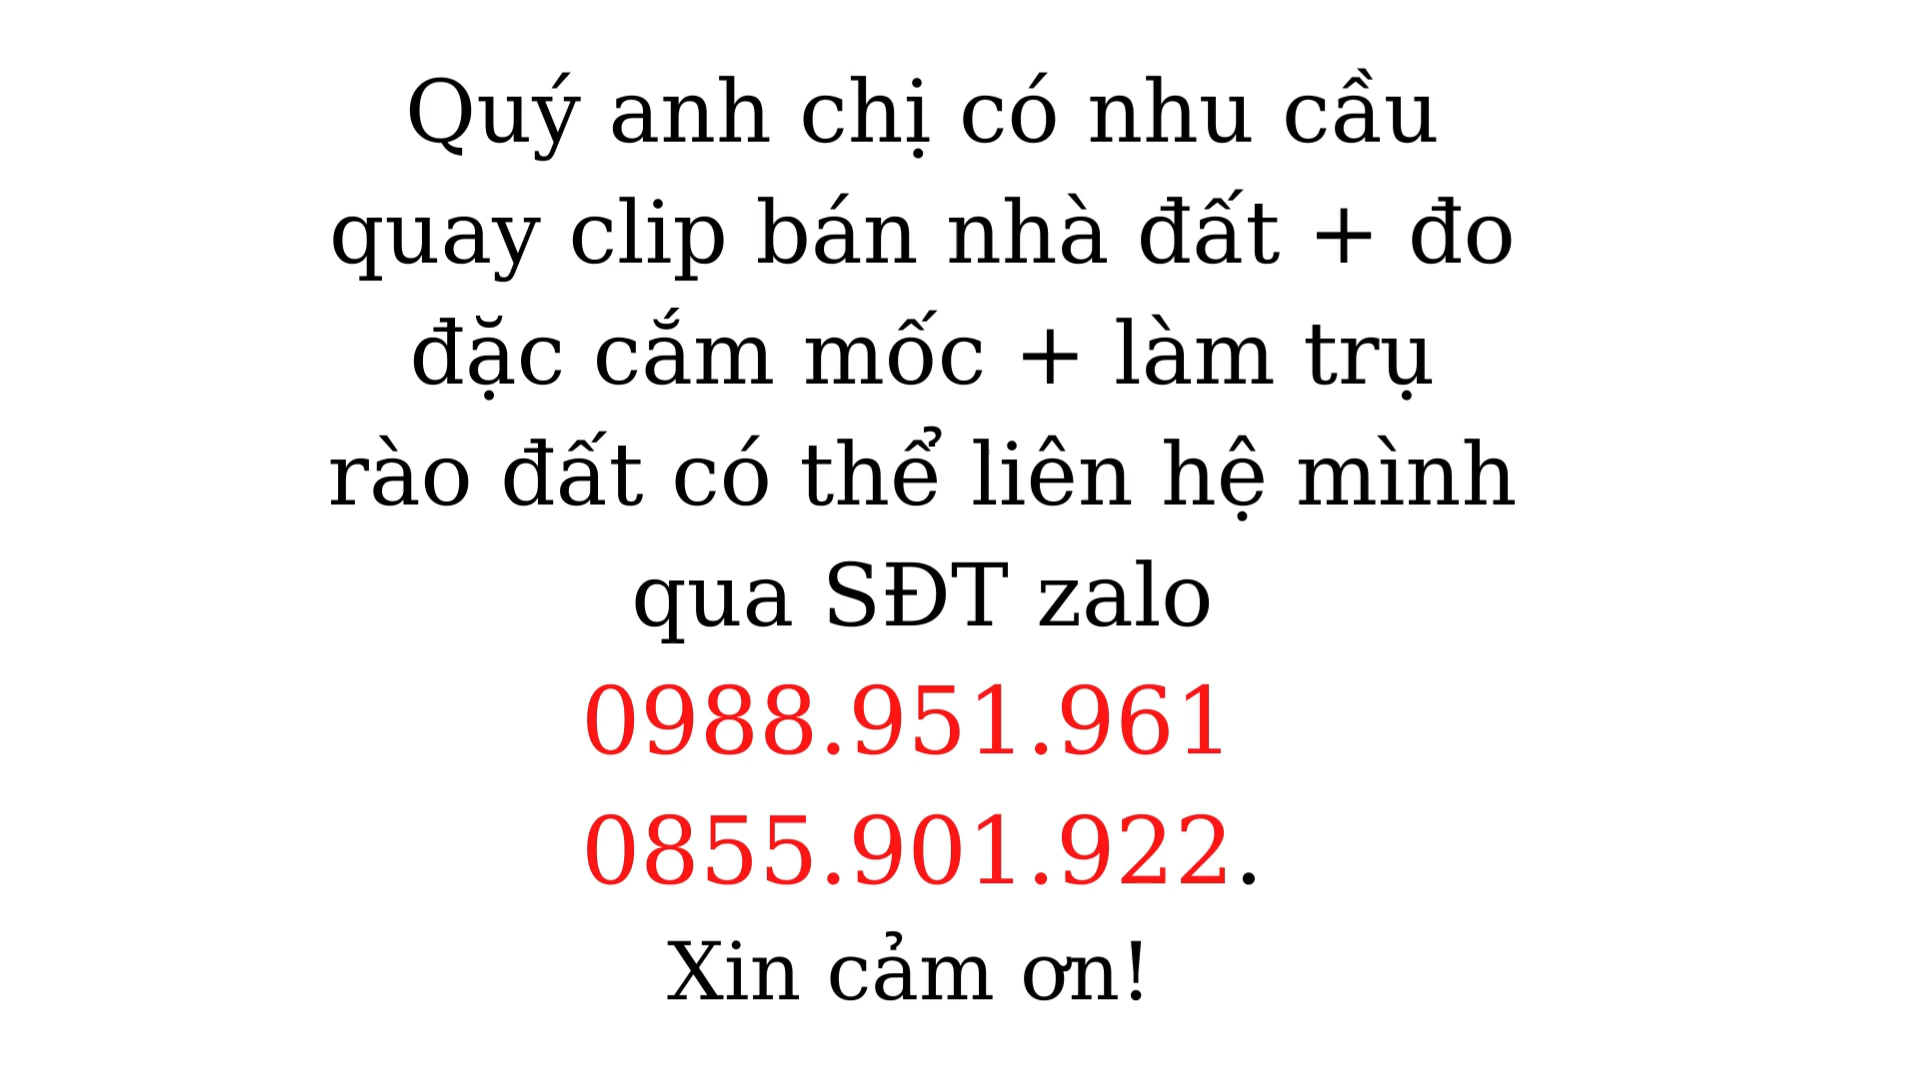 Quý anh chị có nhu cầu
quay clip bán nhà đất + đo
đặc cắm mốc + làm trụ
rào đất có thể liên hệ mình
qua SĐT zalo
0988.951.961
0855.901.922.
Xin cảm ơn!